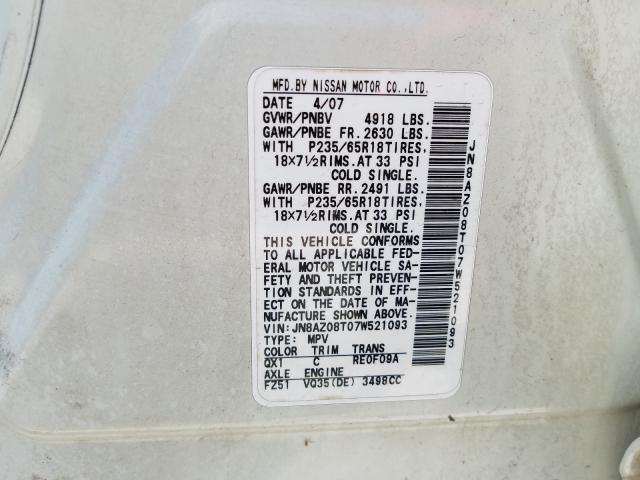 MFD.BY NISSAN MOTOR CO.,LTD.
DATE 4/07
GVWR/PNBV 4918 LBS.
GAWR/PNBE FR. 2630 LBS.
WITH P235/65R18TIRES,
18X7½RIMS.AT 33 PSI
COLD SINGLE.
GAWR/PNBE RR. 2491 LBS.
WITH P235/65R18TIRES,
18X7½RIMS.AT 33 PSI
COLD SINGLE.
THIS VEHICLE CONFORMS
TO ALL APPLICABLE FED-
ERAL MOTOR VEHICLE SA-
FETY AND THEFT PREVEN-
TION STANDARDS IN EFF-
ECT ON THE DATE OF MA-
NUFACTURE SHOWN ABOVE.
VIN:JN8AZ08T07W521093
TYPE: MPV
COLOR TRIM TRANS
QX1 C RE0F09A
AXLE ENGINE
FZ51 VQ35(DE) 3498CC
JN8AZ08T07W521093